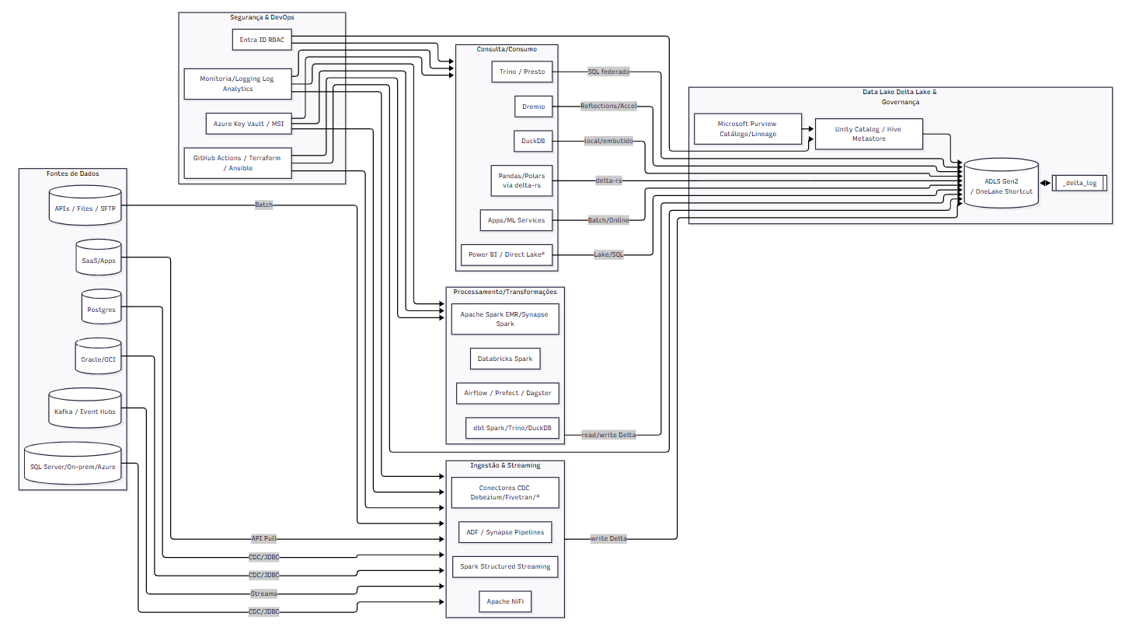 Segurança & DevOps
Entra ID RBAC
Monitoria/Logging Log
Analytics
Azure Key Vault / MSI
GitHub Actions / Terraform
/ Ansible
Fontes de Dados
APIs / Files / SFTP
SaaS/Apps
Postgres
Oracle/OCI
Kafka / Event Hubs
SQL Server/On-prem/Azure
Batch
API Pull
CDC/JDBC
CDC/JDBC
Streams
CDC/JDBC
Consulta/Consumo
Trino / Presto
Dremio
DuckDB
Pandas/Polars
via delta-rs
Apps/ML Services
Power BI / Direct Lake*
SQL federado
Reflections/Accel
local/embutido
delta-rs
Batch/Online
Lake/SQL
Processamento/Transformações
Apache Spark EMR/Synapse
Spark
Databricks Spark
Airflow / Prefect / Dagster
dbt Spark/Trino/DuckDB
read/write Delta
Ingestão & Streaming
Conectores CDC
Debezium/Fivetran/*
ADF / Synapse Pipelines
Spark Structured Streaming
Apache NiFi
write Delta
Data Lake Delta Lake &
Governança
Microsoft Purview
Catálogo/Lineage
Unity Catalog / Hive
Metastore
ADLS Gen2
/ OneLake Shortcut
_delta_log